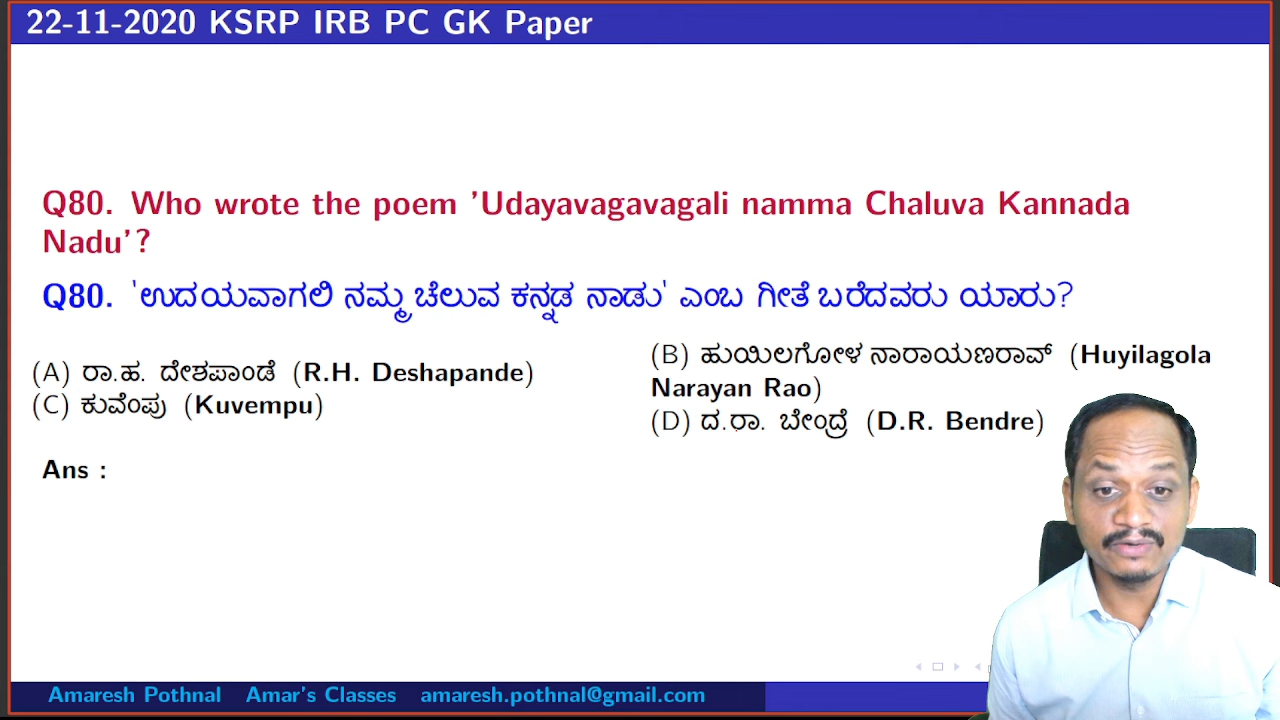 22-11-2020 KSRP IRB PC GK Paper
Q80. Who wrote the poem 'Udayavagavagali namma Chaluva Kannada
Nadu'?
Q80. 'ಉದಯವಾಗಲಿ ನಮ್ಮ ಚೆಲುವ ಕನ್ನಡ ನಾಡು' ಎಂಬ ಗೀತೆ ಬರೆದವರು ಯಾರು?
(A) ರಾ.ಹ. ದೇಶಪಾಂಡೆ (R.H. Deshapande)
(B) ಹುಯಿಲಗೋಳ ನಾರಾಯಣರಾವ್ (Huyilagola
Narayan Rao)
(C) ಕುವೆಂಪು (Kuvempu)
(D) ದ.ರಾ. ಬೇಂದ್ರೆ (D.R. Bendre)
Ans :
Amaresh Pothnal Amar's Classes amaresh.pothnal@gmail.com